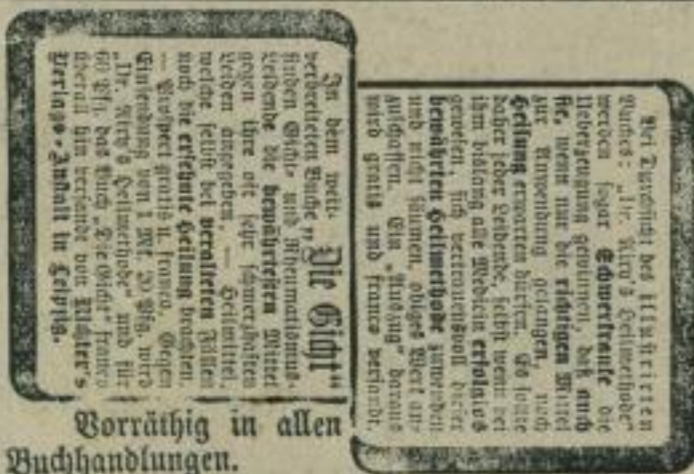 Bei Durchsicht des illustrirten
Buches: „Dr. Airy's Heilmethode“
werden sogar Schwerkranke die
Ueberzeugung gewinnen, daß auch
sie, wenn nur die richtigen Mittel
zur Anwendung gelangen, noch
Heilung erwarten dürfen. Es sollte
daher jeder Leidende, selbst wenn bei
ihm bislang alle Medicin erfolglos
gewesen, sich vertrauensvoll dieser
bewährten Heilmethode zuwenden
und nicht säumen, obiges Werk an-
zuschaffen. Ein „Auszug“ daraus
wird gratis und franco versandt.
In dem weit-
verbreiteten Buche „Die Gicht“
finden Gicht- und Rheumatismus-
Leidende die bewährtesten Mittel
gegen ihre oft sehr schmerzhaften
Leiden angegeben, — Heilmittel,
welche selbst bei veralteten Fällen
noch die ersehnte Heilung brachten.
— Prospect gratis u. franco. Gegen
Einsendung von 1 Mk. 20 Pfg. wird
„Dr. Airy's Heilmethode“ und für
60 Pf. das Buch „Die Gicht“ franco
überall hin versandt von Richter's
Verlags-Anstalt in Leipzig.
Vorräthig in allen
Buchhandlungen.